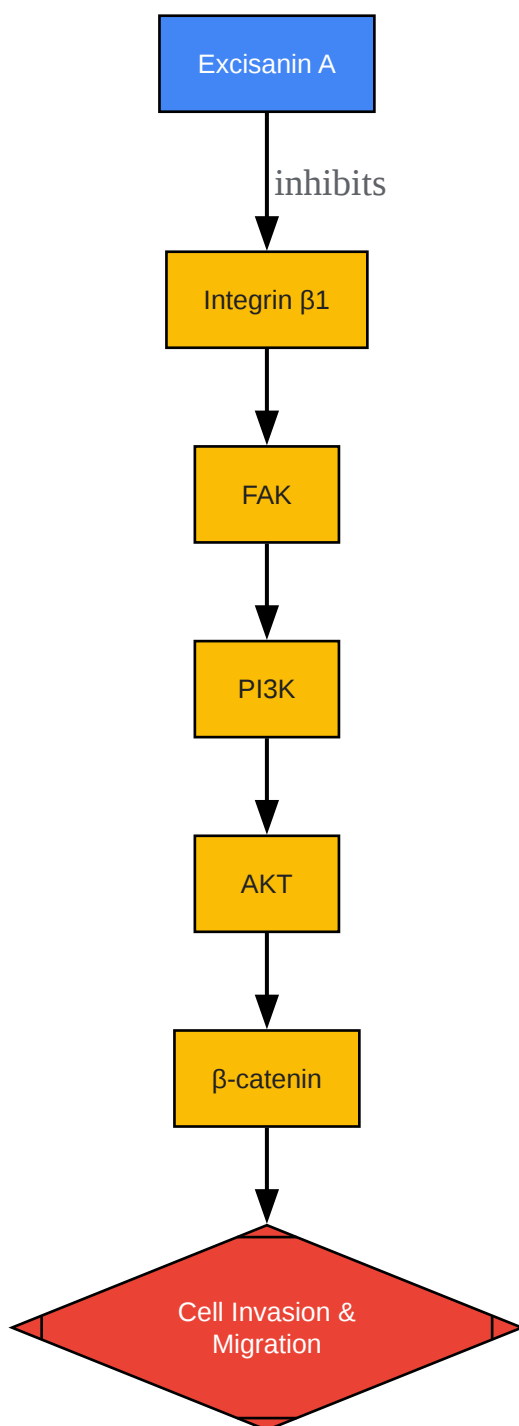 Excisanin A
inhibits
Integrin β1
FAK
PI3K
AKT
β-catenin
Cell Invasion &
Migration